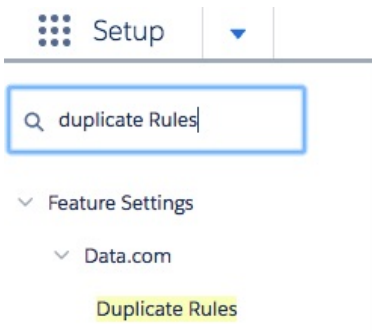 Setup
duplicate Rules
Feature Settings
Data.com
Duplicate Rules